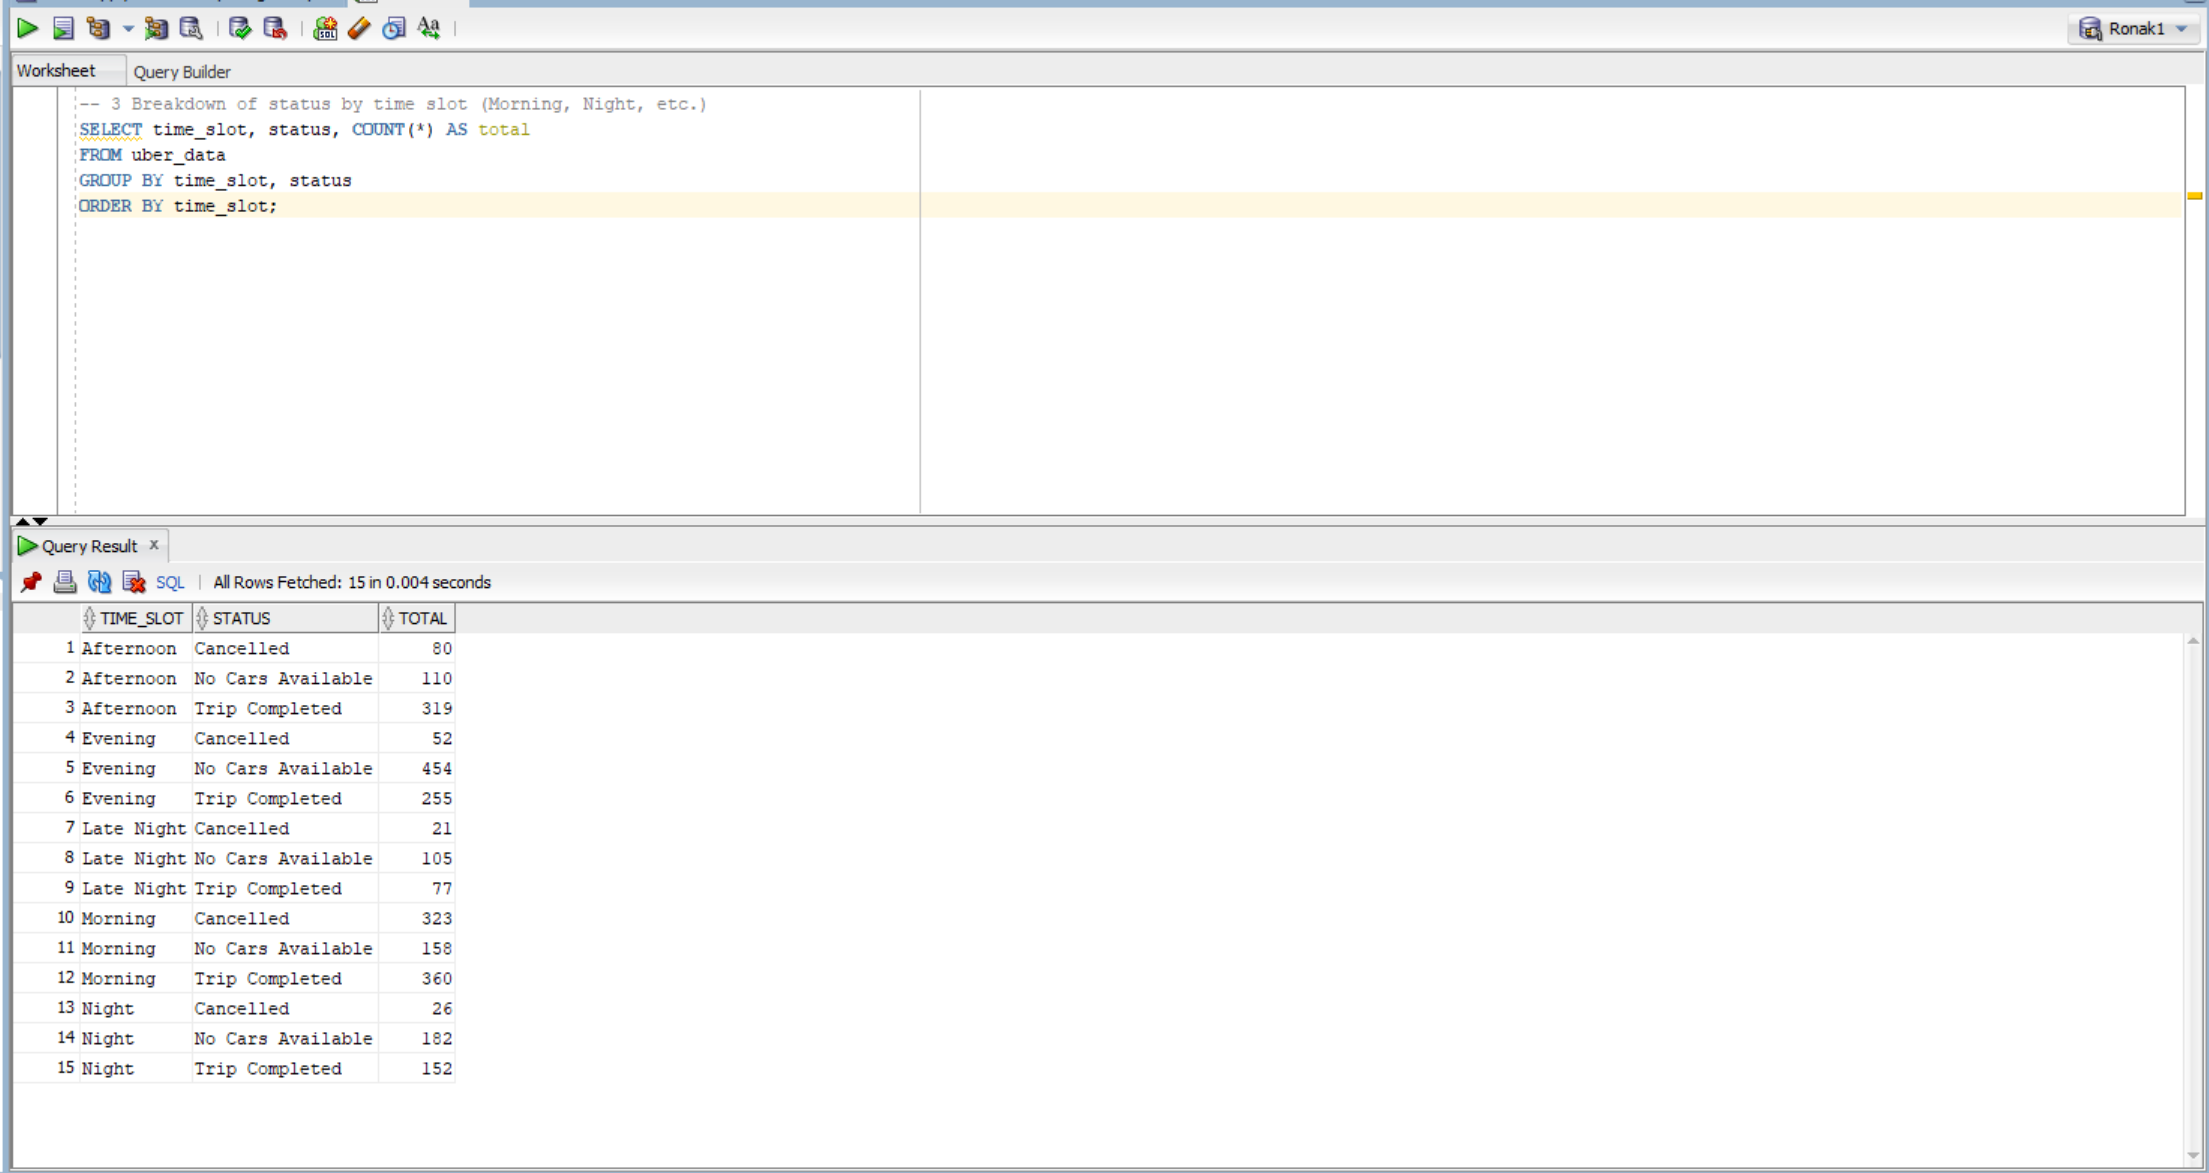 Ronak1
Worksheet Query Builder
-- 3 Breakdown of status by time slot (Morning, Night, etc.)
SELECT time_slot, status, COUNT(*) AS total
FROM uber_data
GROUP BY time_slot, status
ORDER BY time_slot;
Query Result x
SQL | All Rows Fetched: 15 in 0.004 seconds
TIME_SLOT STATUS TOTAL
1 Afternoon Cancelled 80
2 Afternoon No Cars Available 110
3 Afternoon Trip Completed 319
4 Evening Cancelled 52
5 Evening No Cars Available 454
6 Evening Trip Completed 255
7 Late Night Cancelled 21
8 Late Night No Cars Available 105
9 Late Night Trip Completed 77
10 Morning Cancelled 323
11 Morning No Cars Available 158
12 Morning Trip Completed 360
13 Night Cancelled 26
14 Night No Cars Available 182
15 Night Trip Completed 152